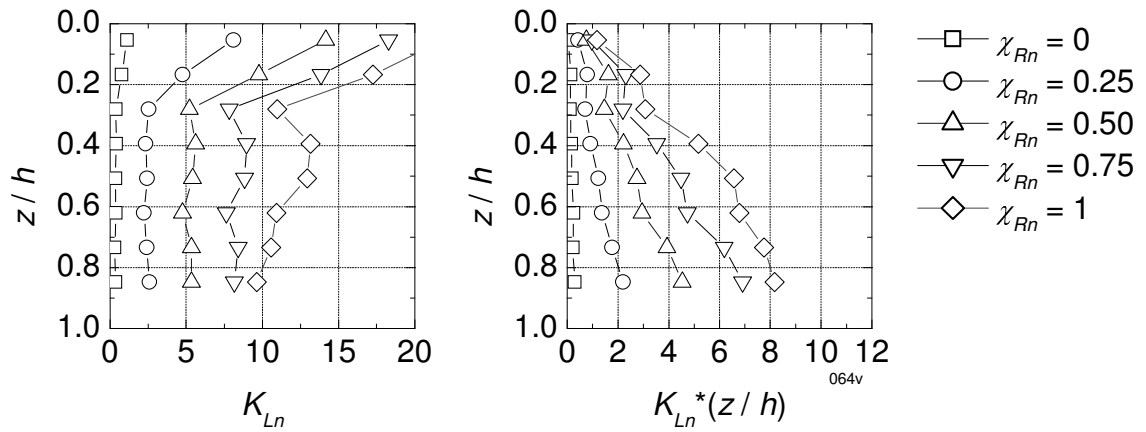 0.0
0.2
0.4
0.6
0.8
1.0
z / h
0 5 10 15 20
K_Ln
0.0
0.2
0.4
0.6
0.8
1.0
z / h
0 2 4 6 8 10 12
064v
K_N*(z / h)
χ_Rn = 0
χ_Rn = 0.25
χ_Rn = 0.50
χ_Rn = 0.75
χ_Rn = 1